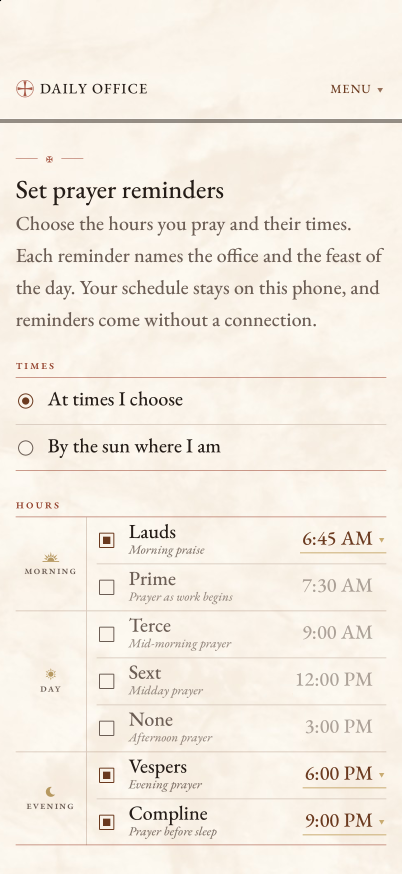 DAILY OFFICE
MENU
Set prayer reminders
Choose the hours you pray and their times.
Each reminder names the office and the feast of
the day. Your schedule stays on this phone, and
reminders come without a connection.
TIMES
At times I choose
By the sun where I am
HOURS
MORNING
Lauds
Morning praise
6:45 AM
Prime
Prayer as work begins
7:30 AM
DAY
Terce
Mid-morning prayer
9:00 AM
Sext
Midday prayer
12:00 PM
None
Afternoon prayer
3:00 PM
EVENING
Vespers
Evening prayer
6:00 PM
Compline
Prayer before sleep
9:00 PM